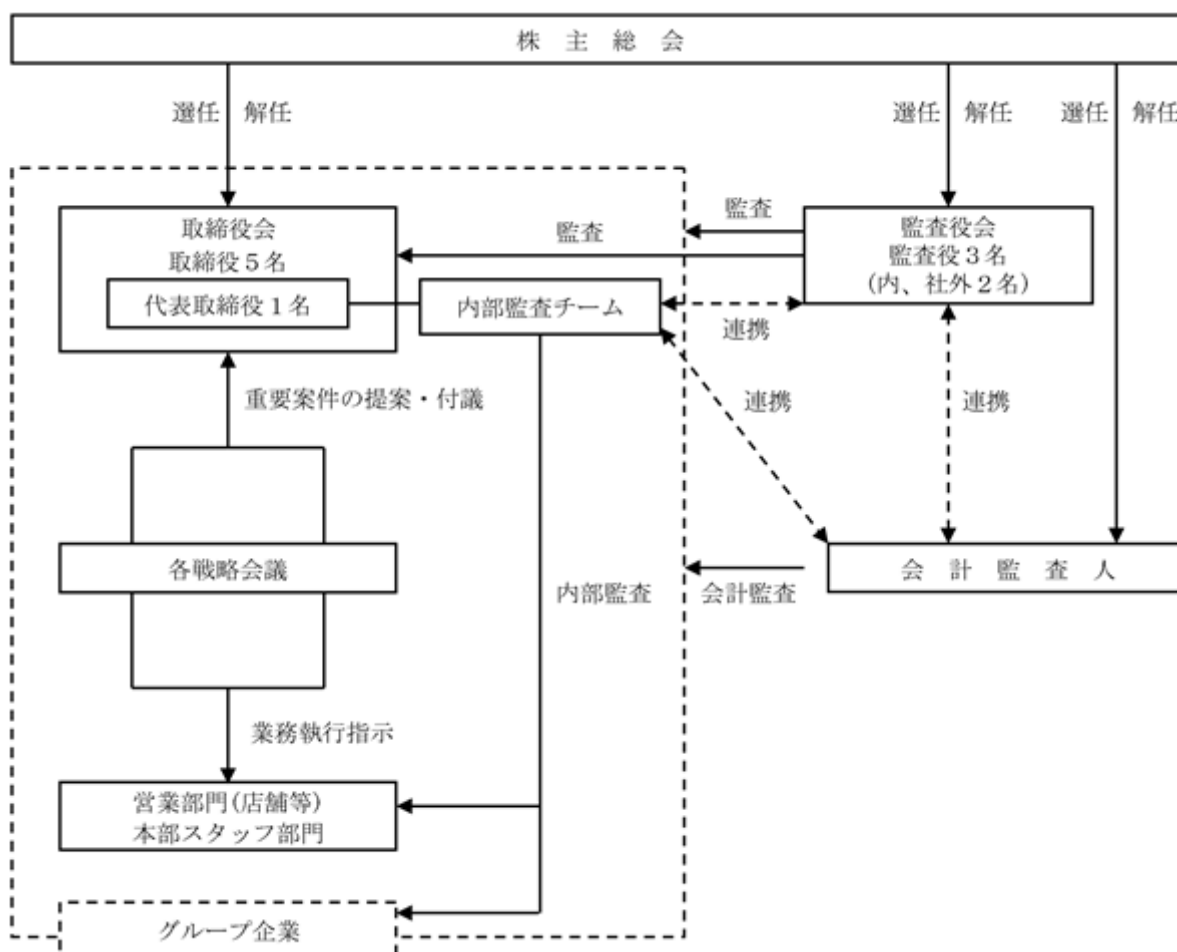 株主総会
選任 解任
選任 解任
選任 解任
取締役会
取締役5名
代表取締役1名
監査
監査
監査役会
監査役3名
(内、社外2名)
内部監査チーム
連携
重要案件の提案・付議
連携
連携
各戦略会議
内部監査
会計監査
会計監査人
業務執行指示
営業部門(店舗等)
本部スタッフ部門
グループ企業